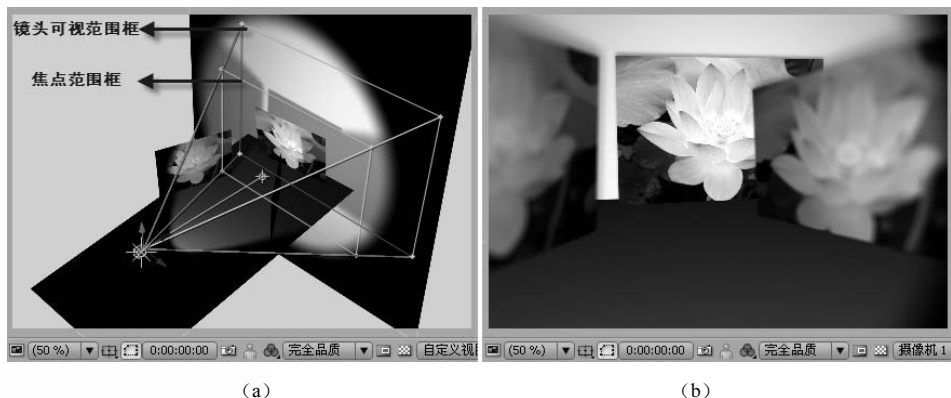 镜头可视范围框
焦点范围框
(50 %) 0:00:00:00 完全品质 自定义视
(50 %) 0:00:00:00 完全品质 摄像机 1
(a)
(b)